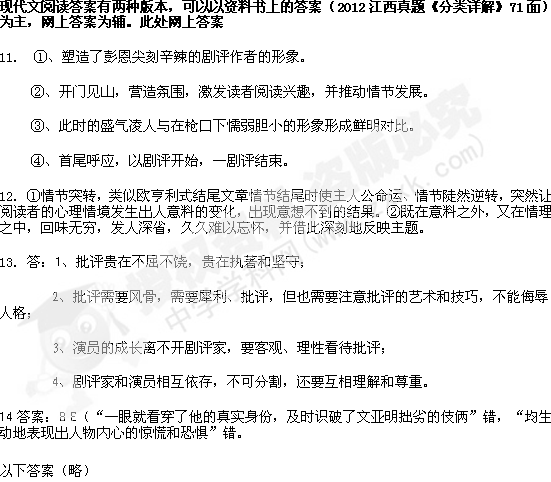 现代文阅读答案有两种版本，可以以资料书上的答案（2012江西真题《分类详解》71面）
为主，网上答案为辅。此处网上答案
11. ①、塑造了彭恩尖刻辛辣的剧评作者的形象。
②、开门见山，营造氛围，激发读者阅读兴趣，并推动情节发展。
③、此时的盛气凌人与在枪口下懦弱胆小的形象形成鲜明对比。
④、首尾呼应，以剧评开始，一剧评结束。
12. ①情节突转，类似欧亨利式结尾文章情节结尾时使主人公命运、情节陡然逆转，突然让
阅读者的心理情境发生出人意料的变化，出现意想不到的结果。②既在意料之外，又在情理
之中，回味无穷，发人深省，久久难以忘怀，并借此深刻地反映主题。
13. 答：1、批评贵在不屈不饶，贵在执著和坚守；
2、批评需要风骨，需要犀利、批评，但也需要注意批评的艺术和技巧，不能侮辱
人格；
3、演员的成长离不开剧评家，要客观、理性看待批评；
4、剧评家和演员相互依存，不可分割，还要互相理解和尊重。
14答案：BE（“一眼就看穿了他的真实身份，及时识破了文亚明拙劣的伎俩”错，“均生
动地表现出人物内心的惊慌和恐惧”错。
以下答案（略）